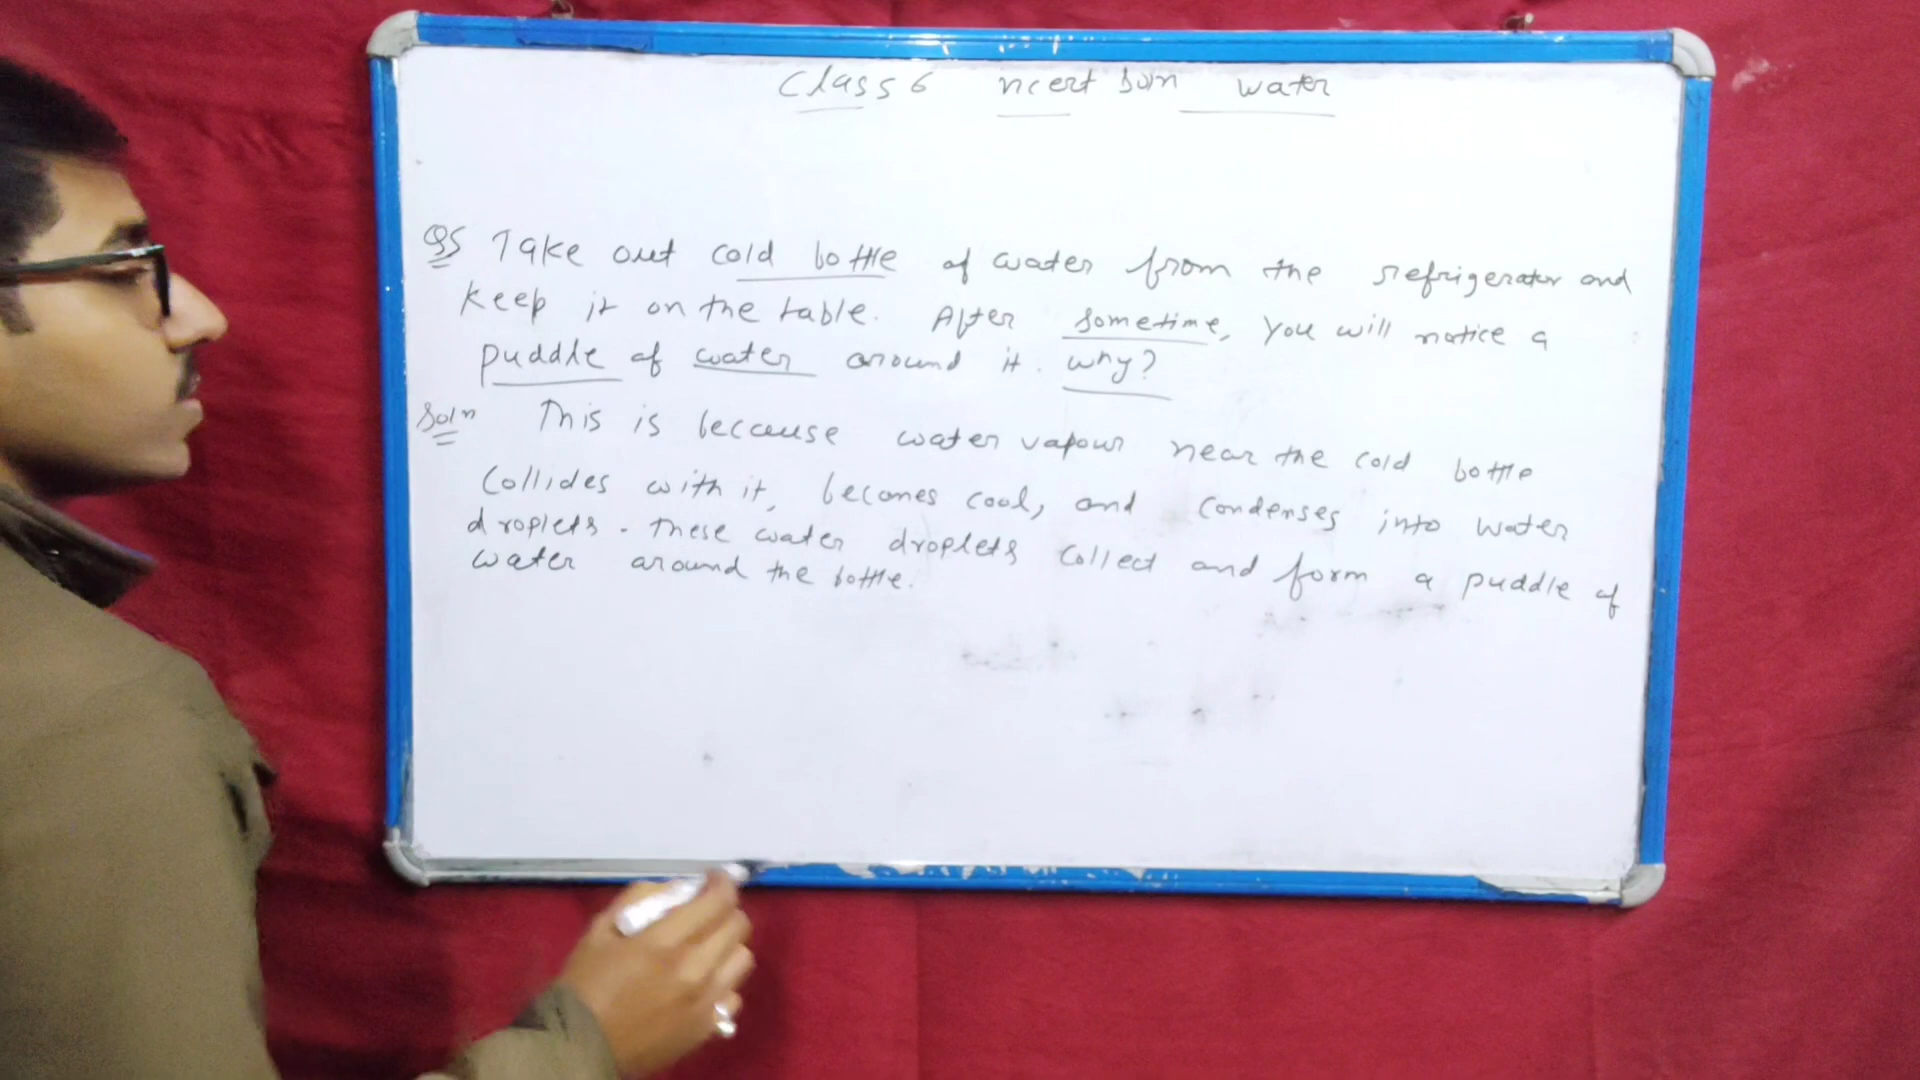 Class 6 ncert soln water
Q5 Take out cold bottle of water from the refrigerator and
keep it on the table. After sometime, you will notice a
puddle of water around it. why?
Soln This is because water vapour near the cold bottle
collides with it, becomes cool, and condenses into water
droplets. These water droplets collect and form a puddle of
water around the bottle.